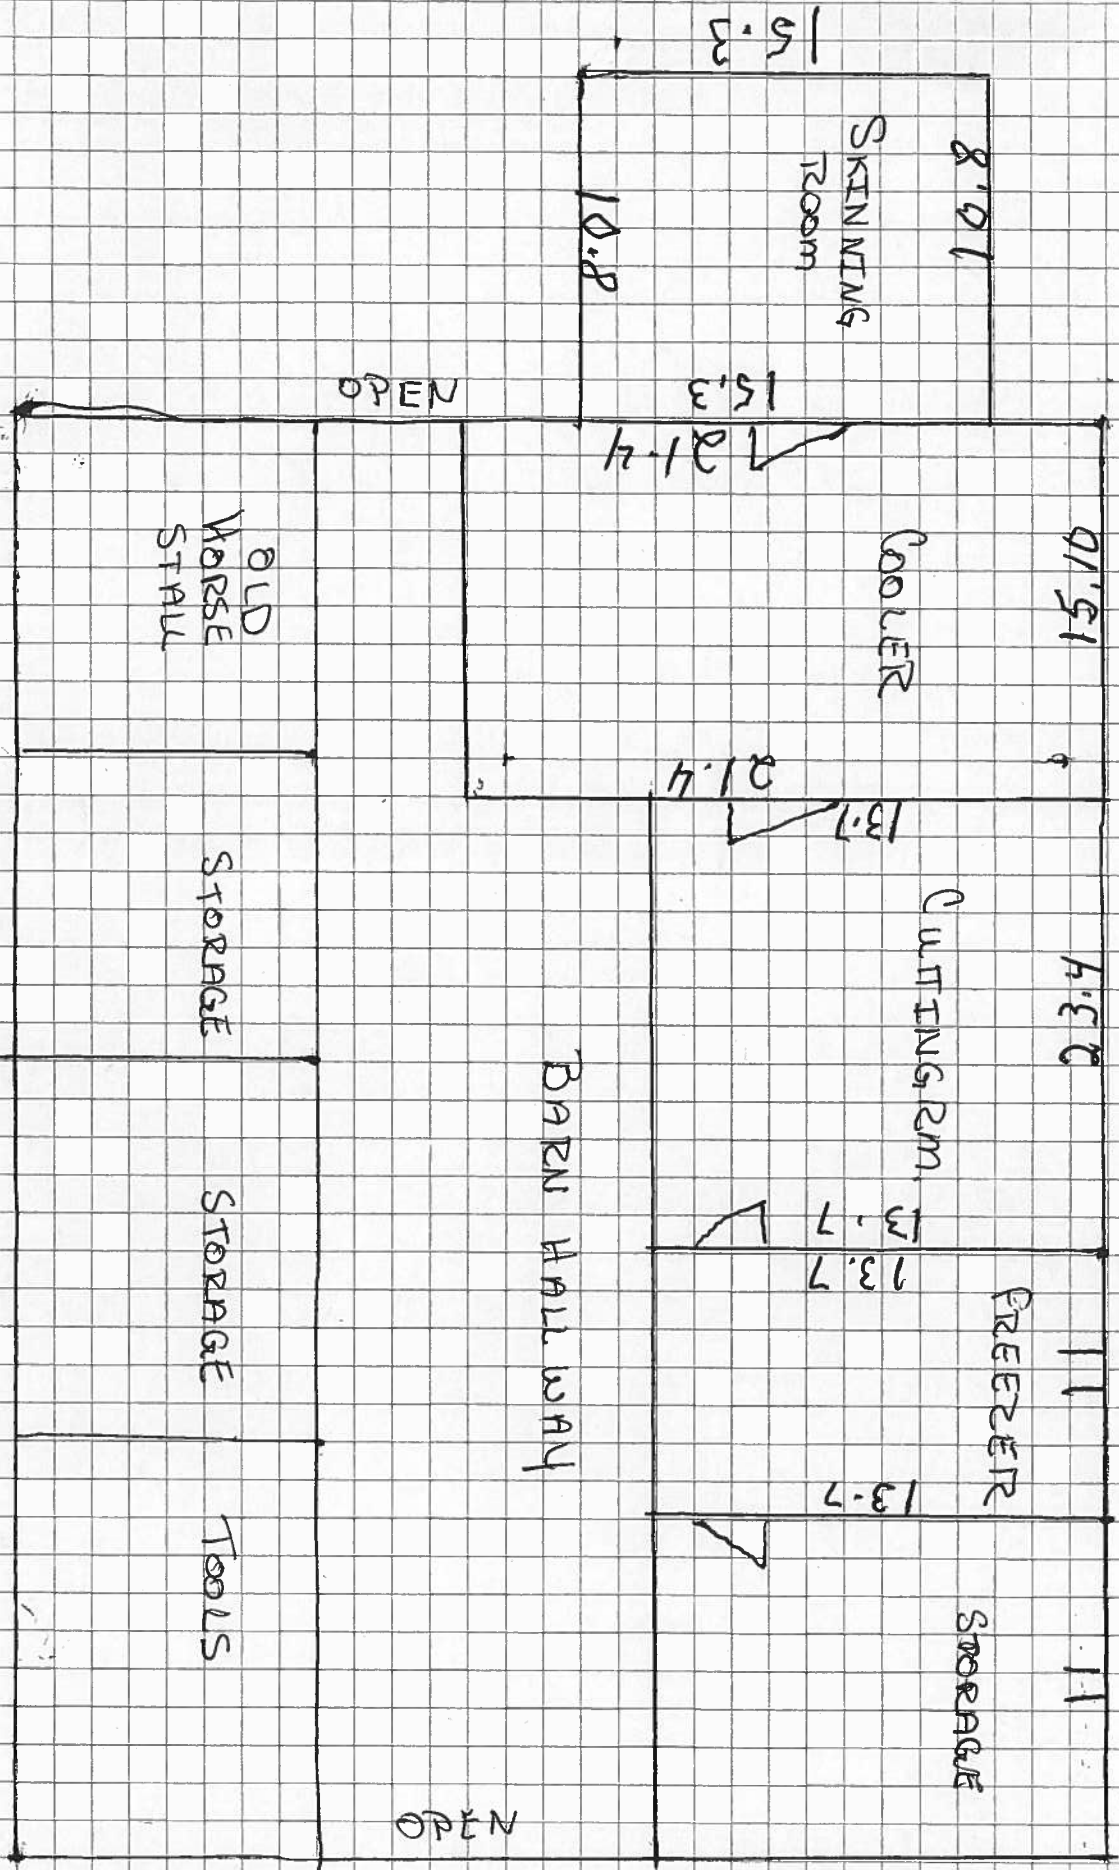 15.3
SKINNING
ROOM
10.8
10.8
15.3
OPEN
21.4
COOLER
15.10
21.4
13.7
CUTTING RM.
23.4
13.7
13.7
FREEZER
11
13.7
STORAGE
11
BARN HALL WAY
OLD
HORSE
STALL
STORAGE
STORAGE
TOOLS
OPEN